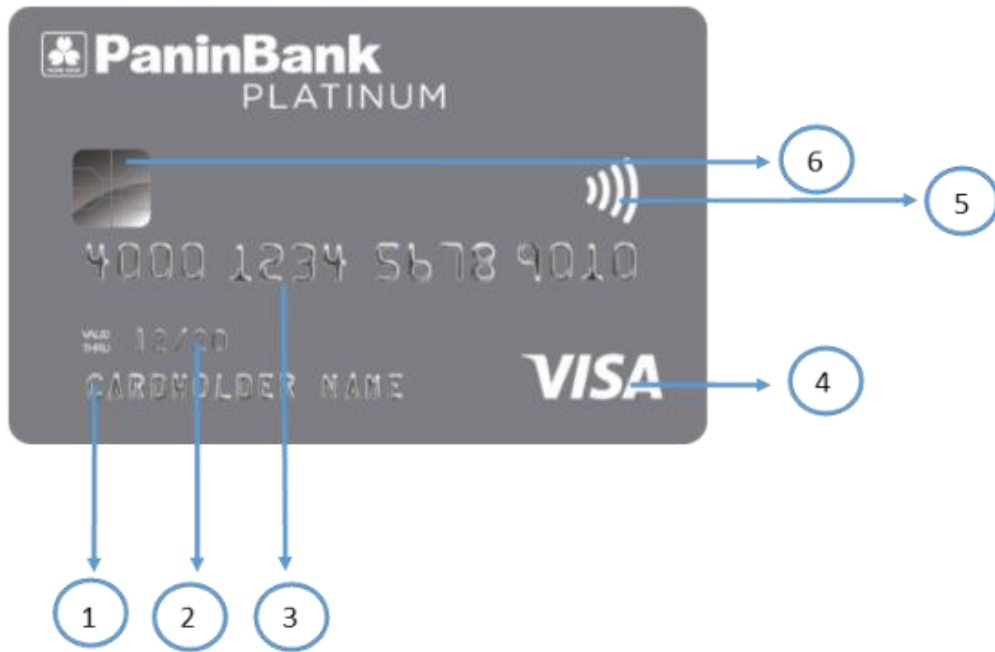 PaninBank
PLATINUM
6
5
4000 1234 5678 9010
VALID
THRU
12/20
CARDHOLDER NAME
VISA
4
1
2
3